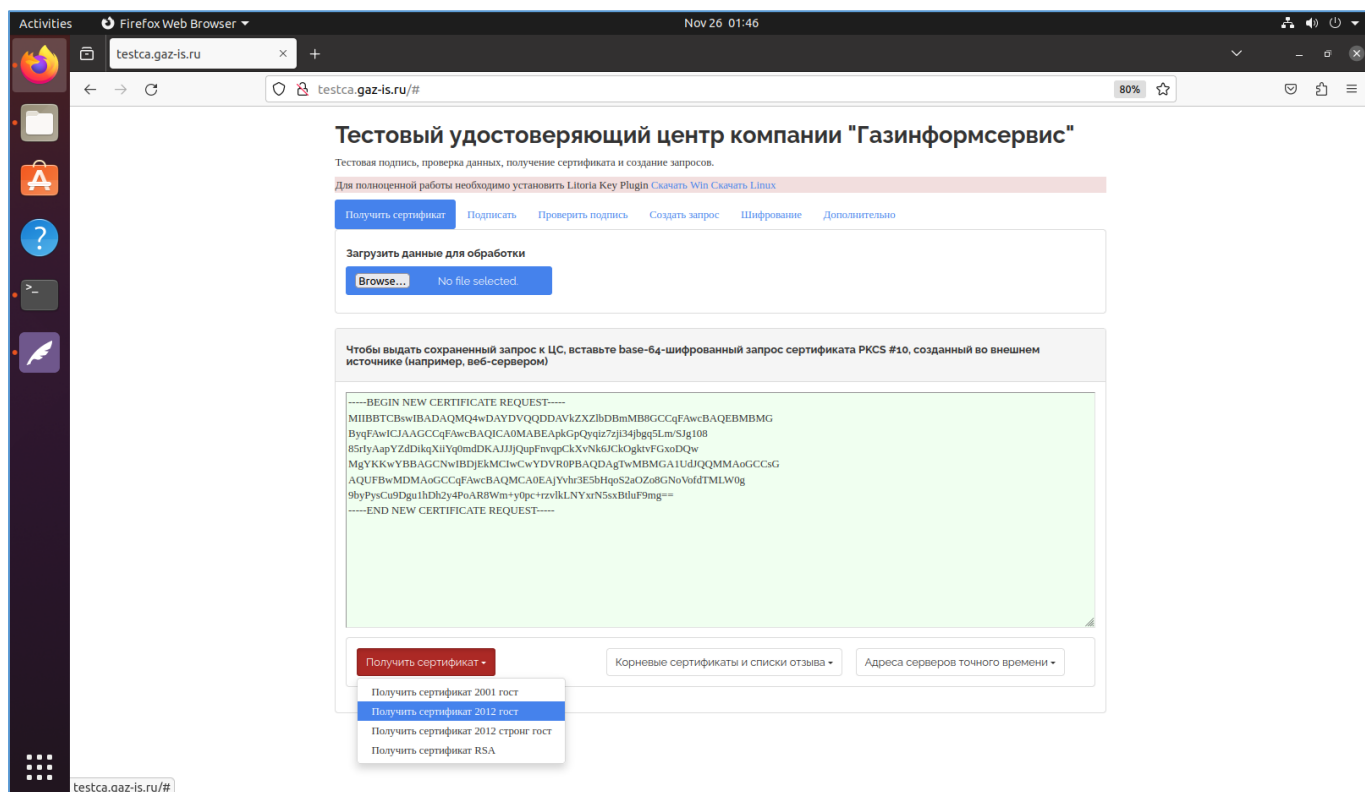 Activities Firefox Web Browser Nov 26 01:46
testca.gaz-is.ru
testca.gaz-is.ru/# 80%
Тестовый удостоверяющий центр компании "Газинформсервис"
Тестовая подпись, проверка данных, получение сертификата и создание запросов.
Для полноценной работы необходимо установить Litoria Key Plugin Скачать Win Скачать Linux
Получить сертификат Подписать Проверить подпись Создать запрос Шифрование Дополнительно
Загрузить данные для обработки
Browse... No file selected.
Чтобы выдать сохраненный запрос к ЦС, вставьте base-64-шифрованный запрос сертификата PKCS #10, созданный во внешнем
источнике (например, веб-сервером)
-----BEGIN NEW CERTIFICATE REQUEST-----
MIIBBTCBswIBADAQMQ4wDAYDVQQDDAVkZXZlbDBmMB8GCCqFAwcBAQEBMBMG
ByqFAwICJAAGCCqFAwcBAQICA0MABEApkGpQyqiz7zji34jbgq5Lm/SJg108
85rIyAapYZdDikqXiiYq0mdDKAJJJjQupFnvqpCkXvNk6JCkOgktvFGxoDQw
MgYKKwYBBAGCNwIBDjEkMCIwCwYDVR0PBAQDAgTwMBMGA1UdJQQMMAoGCCsG
AQUFBwMDMAoGCCqFAwcBAQMCA0EAjYvhr3E5bHqoS2aOZo8GNoVofdTMLW0g
9byPysCu9Dgu1hDh2y4PoAR8Wm+y0pc+rzvlkLNYxrN5sxBtluF9mg==
-----END NEW CERTIFICATE REQUEST-----
Получить сертификат Корневые сертификаты и списки отзыва Адреса серверов точного времени
Получить сертификат 2001 гост
Получить сертификат 2012 гост
Получить сертификат 2012 стронг гост
Получить сертификат RSA
testca.gaz-is.ru/#